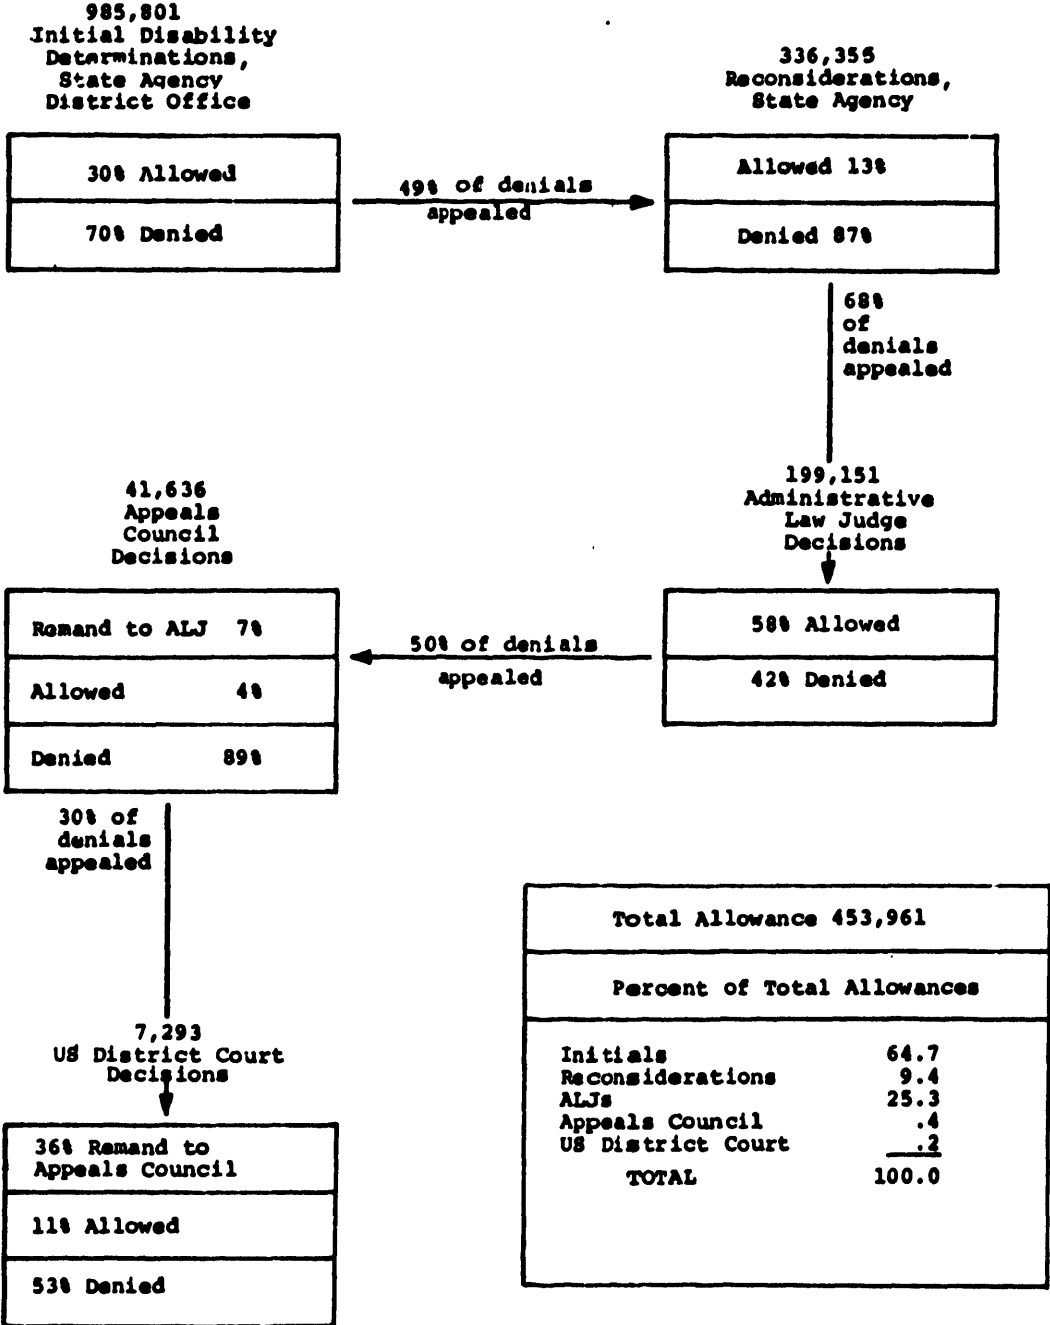 985,801
Initial Disability
Determinations,
State Agency
District Office
30% Allowed
70% Denied
49% of denials
appealed
336,355
Reconsiderations,
State Agency
Allowed 13%
Denied 87%
68%
of
denials
appealed
199,151
Administrative
Law Judge
Decisions
58% Allowed
42% Denied
50% of denials
appealed
41,636
Appeals
Council
Decisions
Remand to ALJ 7%
Allowed 4%
Denied 89%
30% of
denials
appealed
7,293
US District Court
Decisions
36% Remand to
Appeals Council
11% Allowed
53% Denied
Total Allowance 453,961
Percent of Total Allowances
Initials 64.7
Reconsiderations 9.4
ALJs 25.3
Appeals Council .4
US District Court .2
TOTAL 100.0